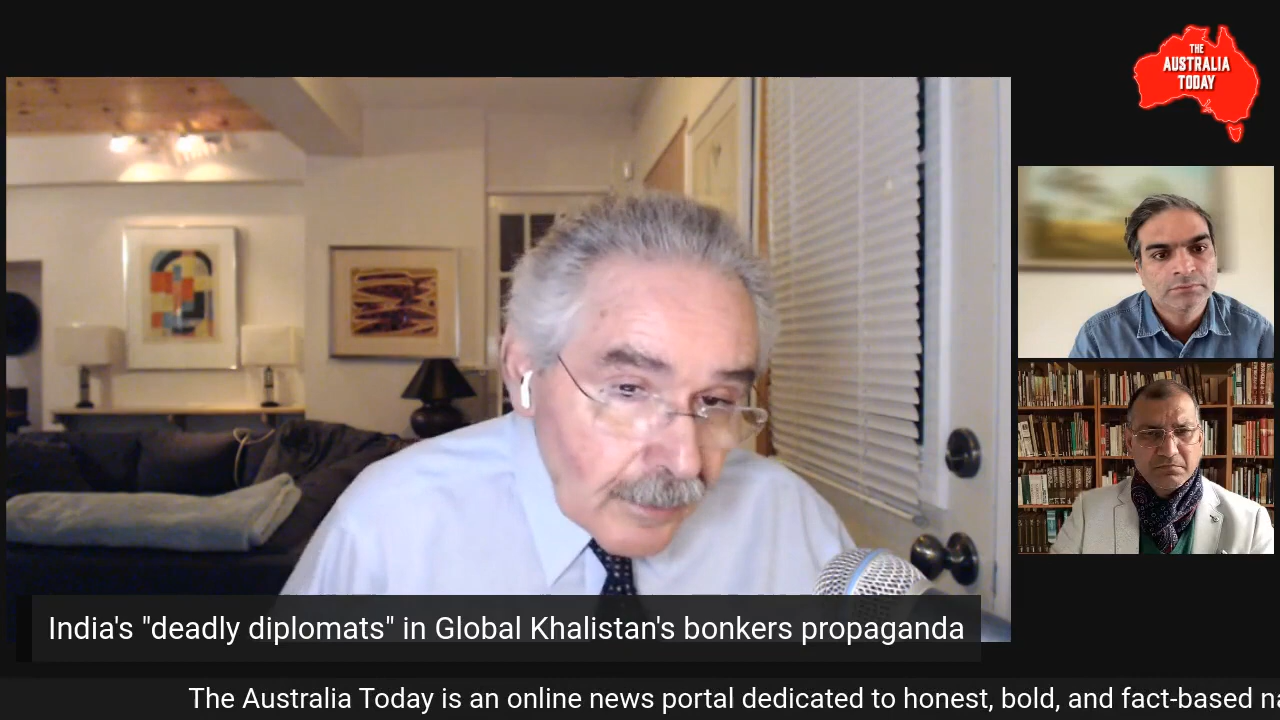 THE
AUSTRALIA
TODAY
India's "deadly diplomats" in Global Khalistan's bonkers propaganda
The Australia Today is an online news portal dedicated to honest, bold, and fact-based